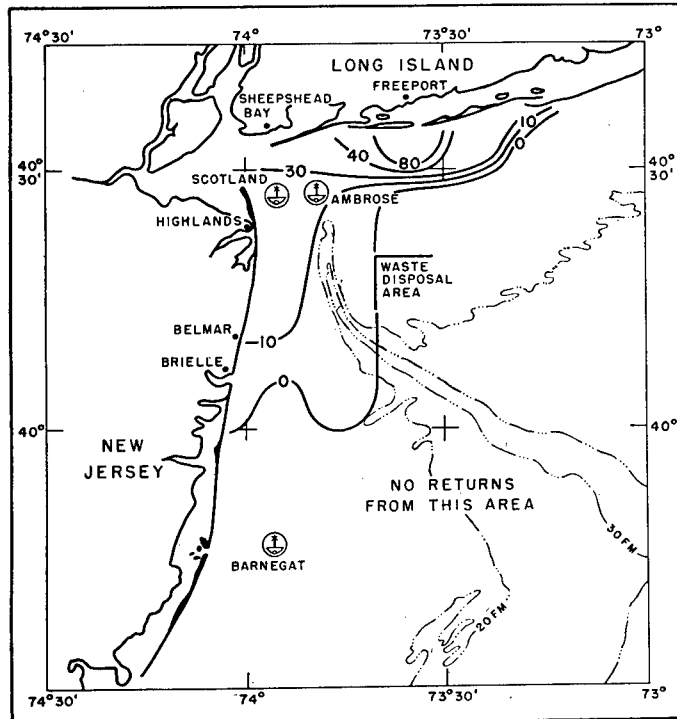 74°30'
74°
73°30'
73°
LONG ISLAND
FREEPORT
SHEEPSHEAD
BAY
10
0
40
80
30
40°
30'
40°
30'
SCOTLAND
AMBROSE
HIGHLANDS
WASTE
DISPOSAL
AREA
BELMAR
10
BRIELLE
0
40°
40°
NEW
JERSEY
NO RETURNS
FROM THIS AREA
30 FM
BARNEGAT
20 FM
74°
30'
74°
73°
30'
73°